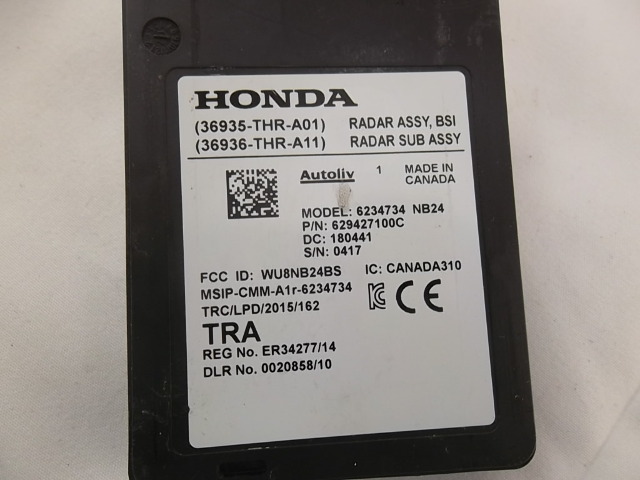 HONDA
(36935-THR-A01) RADAR ASSY, BSI
(36936-THR-A11) RADAR SUB ASSY
Autoliv 1 MADE IN CANADA
MODEL: 6234734 NB24
P/N: 629427100C
DC: 180441
S/N: 0417
FCC ID: WU8NB24BS IC: CANADA310
MSIP-CMM-A1r-6234734
TRC/LPD/2015/162
TRA
REG No. ER34277/14
DLR No. 0020858/10